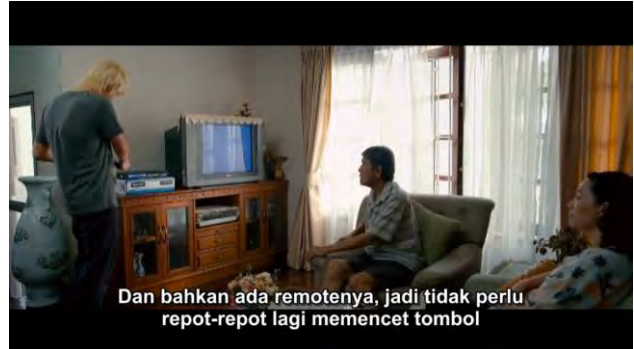 Dan bahkan ada remotenya, jadi tidak perlu
repot-repot lagi memencet tombol